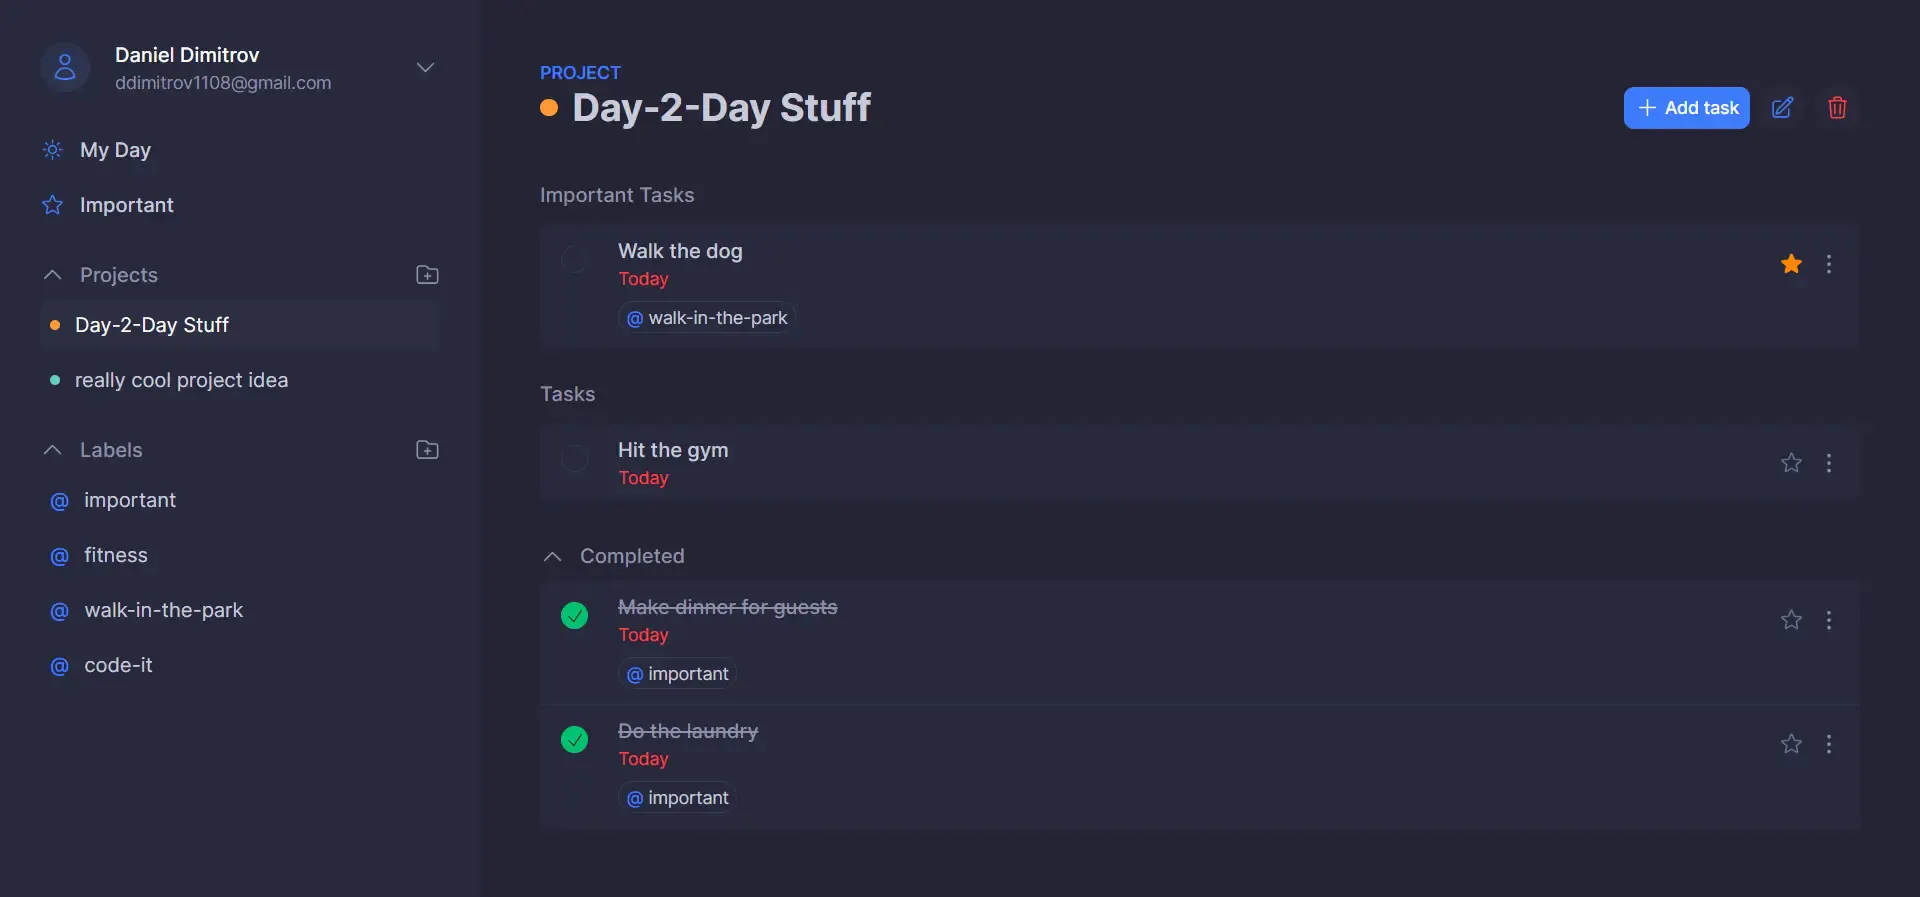 Daniel Dimitrov
ddimitrov1108@gmail.com
My Day
Important
Projects
Day-2-Day Stuff
really cool project idea
Labels
@ important
@ fitness
@ walk-in-the-park
@ code-it
PROJECT
Day-2-Day Stuff
Add task
Important Tasks
Walk the dog
Today
@ walk-in-the-park
Tasks
Hit the gym
Today
Completed
Make dinner for guests
Today
@ important
Do the laundry
Today
@ important